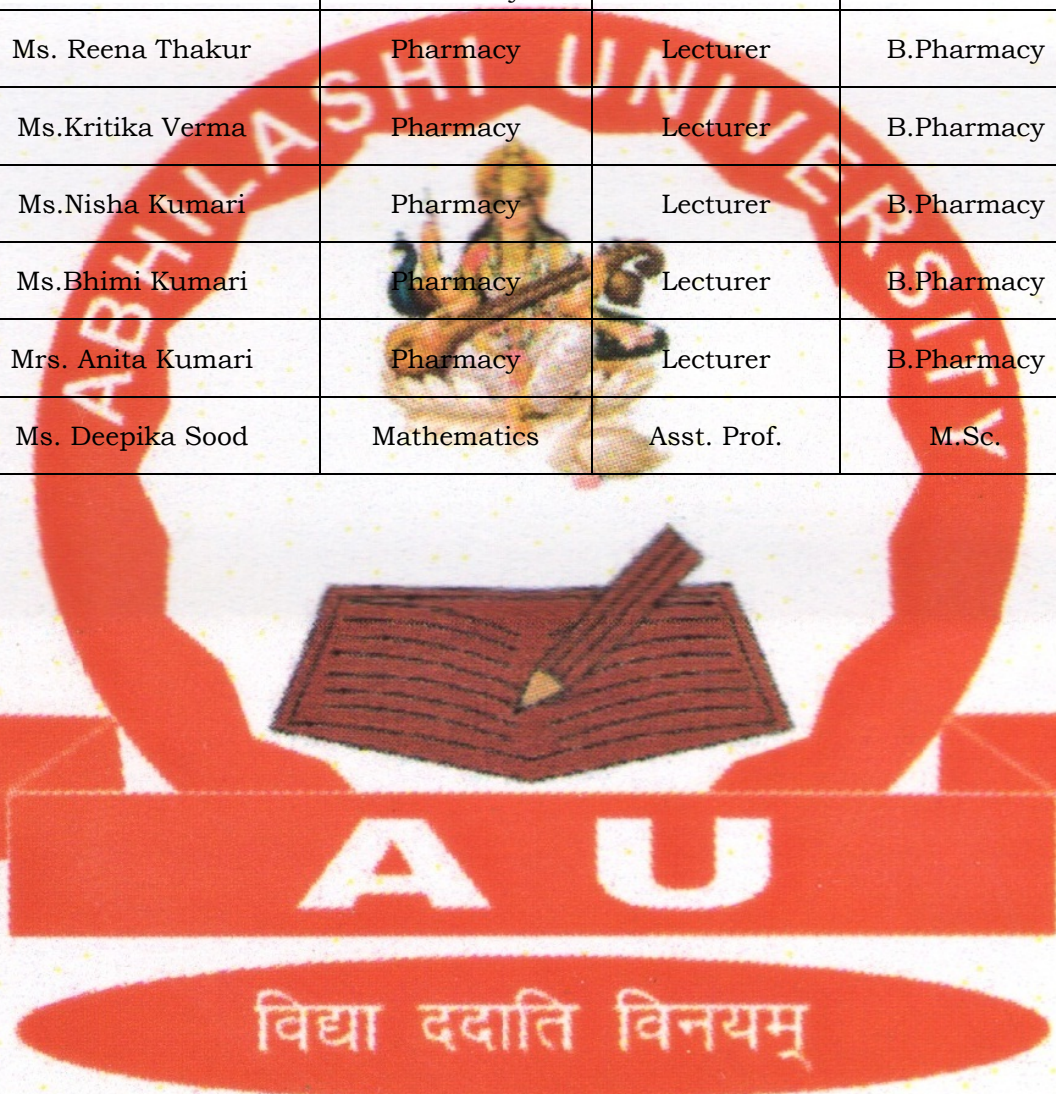 Ms. Reena Thakur Pharmacy Lecturer B.Pharmacy
Ms.Kritika Verma Pharmacy Lecturer B.Pharmacy
Ms.Nisha Kumari Pharmacy Lecturer B.Pharmacy
Ms.Bhimi Kumari Pharmacy Lecturer B.Pharmacy
Mrs. Anita Kumari Pharmacy Lecturer B.Pharmacy
Ms. Deepika Sood Mathematics Asst. Prof. M.Sc.
ABHILASHI UNIVERSITY
A U
विद्या ददाति विनयम्